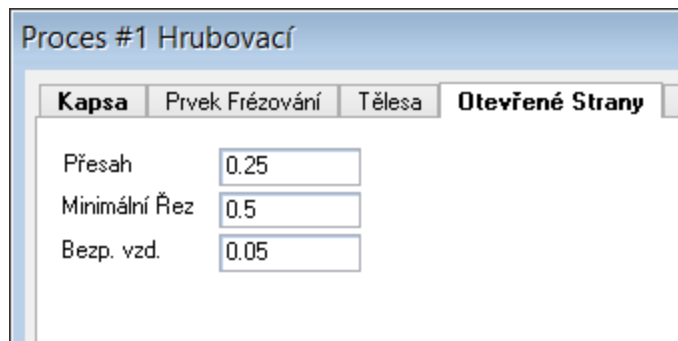 Proces #1 Hrubovací
Kapsa Prvek Frézování Tělesa Otevřené Strany
Přesah 0.25
Minimální Řez 0.5
Bezp. vzd. 0.05